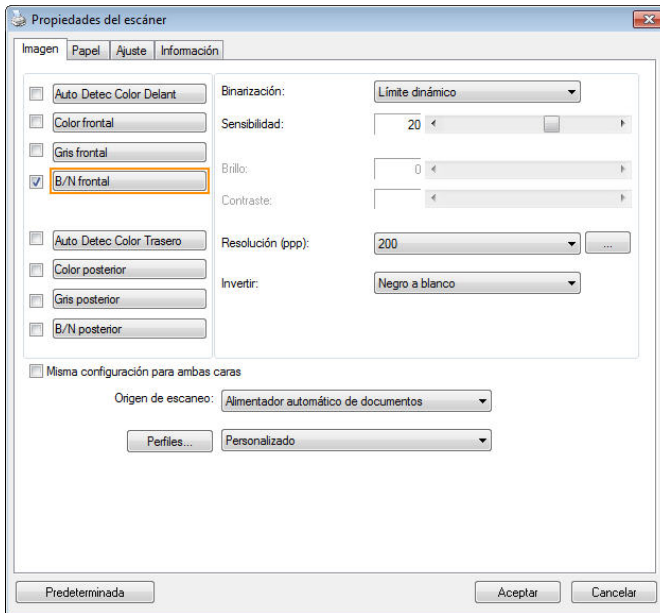 Propiedades del escáner
Imagen Papel Ajuste Información
Auto Detec Color Delant
Color frontal
Gris frontal
B/N frontal
Auto Detec Color Trasero
Color posterior
Gris posterior
B/N posterior
Binarización: Límite dinámico
Sensibilidad: 20
Brillo: 0
Contraste:
Resolución (ppp): 200 ...
Invertir: Negro a blanco
Misma configuración para ambas caras
Origen de escaneo: Alimentador automático de documentos
Perfiles... Personalizado
Predeterminada Aceptar Cancelar